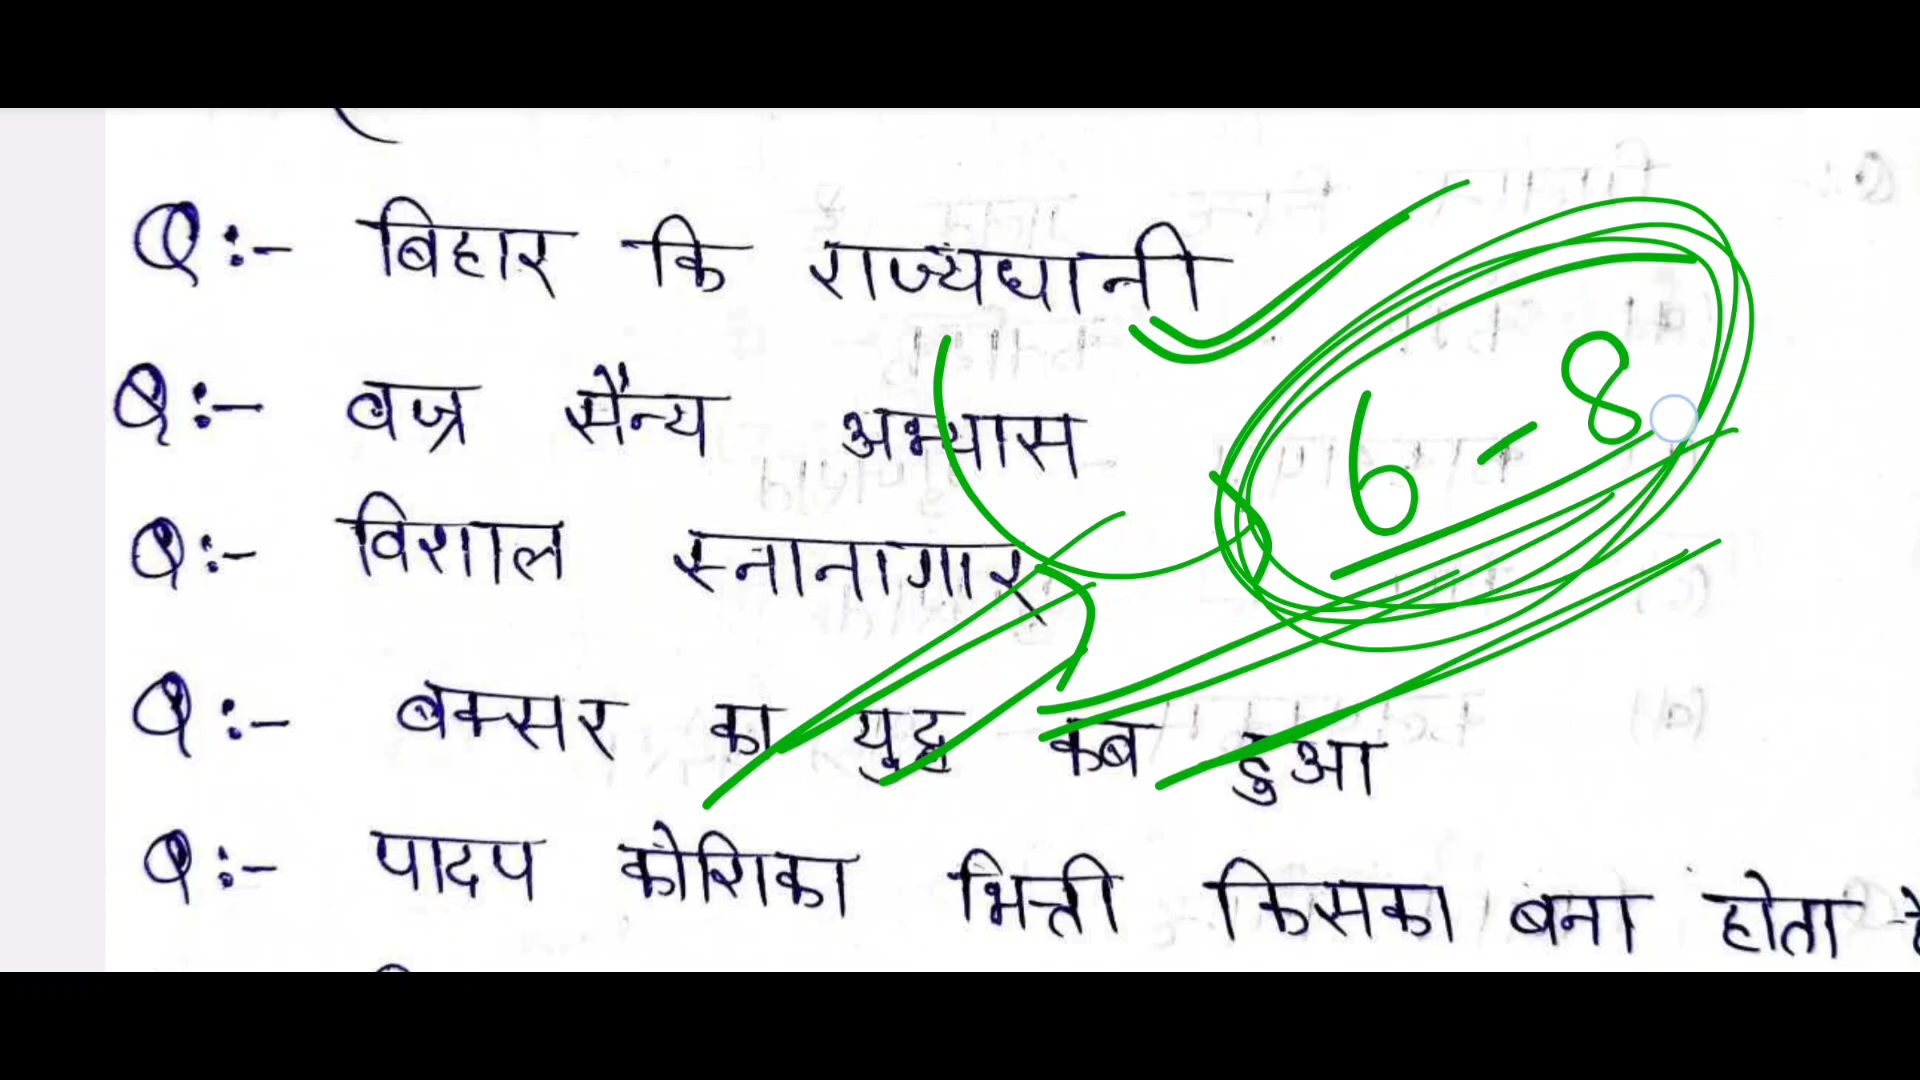 Q:- बिहार कि राज्यधानी
Q:- वज्र सैन्य अभ्यास
6-8
Q:- विशाल स्नानागार
Q:- बक्सर का युद्ध कब हुआ
Q:- पादप कोशिका भित्ती किसका बना होता है